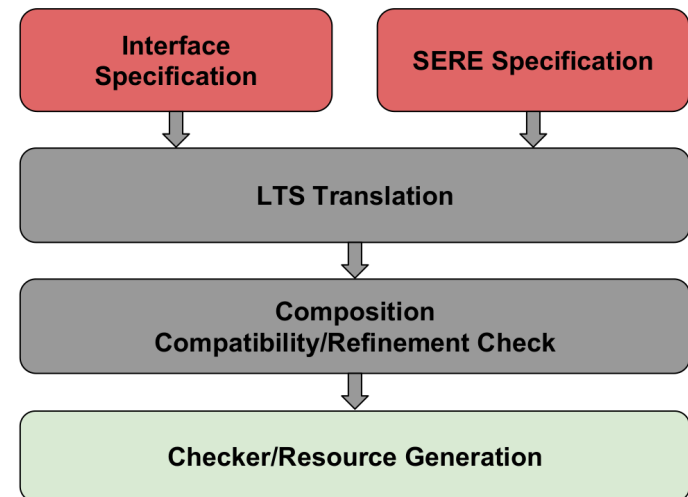 Interface
Specification
SERE Specification
LTS Translation
Composition
Compatibility/Refinement Check
Checker/Resource Generation